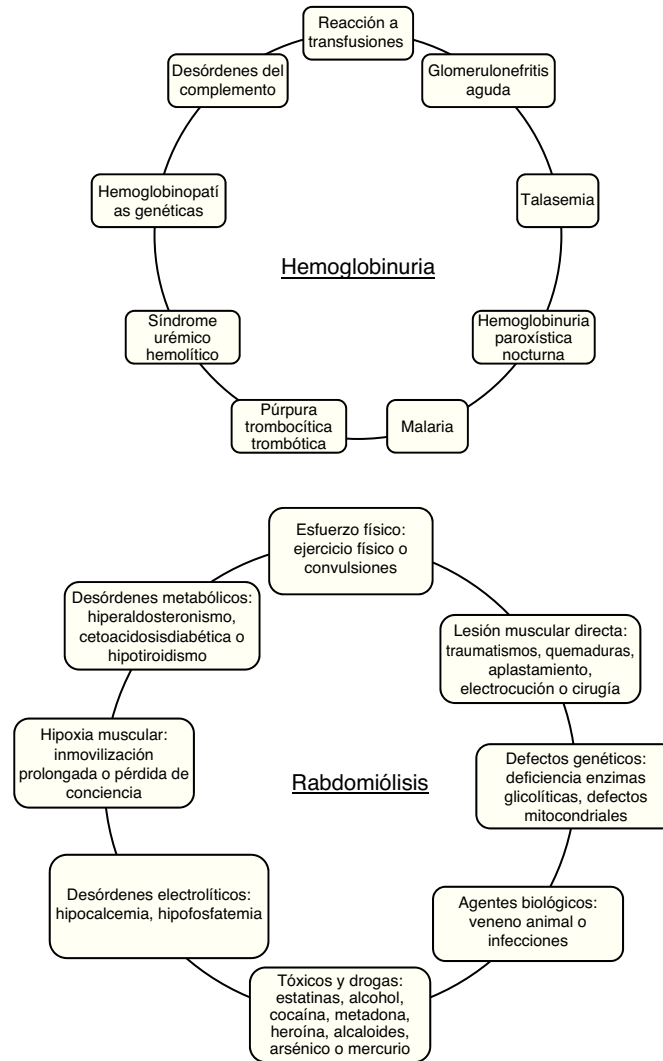 Reacción a
transfusiones
Desórdenes del
complemento
Glomerulonefritis
aguda
Hemoglobinopatí
as genéticas
Talasemia
Hemoglobinuria
Síndrome
urémico
hemolítico
Hemoglobinuria
paroxística
nocturna
Púrpura
trombocítica
trombótica
Malaria
Esfuerzo físico:
ejercicio físico o
convulsiones
Desórdenes metabólicos:
hiperaldosteronismo,
cetoacidosisdiabética o
hipotiroidismo
Lesión muscular directa:
traumatismos, quemaduras,
aplastamiento,
electrocución o cirugía
Hipoxia muscular:
inmovilización
prolongada o pérdida de
conciencia
Rabdomiólisis
Defectos genéticos:
deficiencia enzimas
glicolíticas, defectos
mitocondriales
Desórdenes electrolíticos:
hipocalcemia, hipofosfatemia
Agentes biológicos:
veneno animal o
infecciones
Tóxicos y drogas:
estatinas, alcohol,
cocaína, metadona,
heroína, alcaloides,
arsénico o mercurio